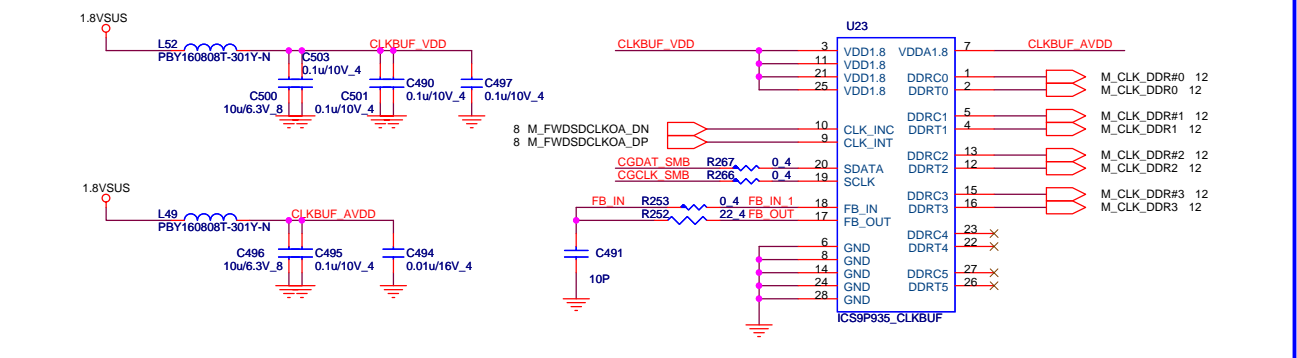 1.8VSUS
L52
PBY160808T-301Y-N
CLKBUF_VDD
C503
0.1u/10V_4
C500
10u/6.3V_8
C501
0.1u/10V_4
C490
0.1u/10V_4
C497
0.1u/10V_4
1.8VSUS
L49
PBY160808T-301Y-N
CLKBUF_AVDD
C496
10u/6.3V_8
C495
0.1u/10V_4
C494
0.01u/16V_4
U23
CLKBUF_VDD
3 VDD1.8
11 VDD1.8
21 VDD1.8
25 VDD1.8
8 M_FWDSDCLKOA_DN 10 CLK_INC
8 M_FWDSDCLKOA_DP 9 CLK_INT
CGDAT_SMB R267 0_4 20 SDATA
CGCLK_SMB R266 0_4 19 SCLK
FB_IN R253 0_4 FB_IN_1 18 FB_IN
R252 22_4 FB_OUT 17 FB_OUT
C491
10P
6 GND
8 GND
14 GND
24 GND
28 GND
VDDA1.8 7 CLKBUF_AVDD
DDRC0 1 M_CLK_DDR#0 12
DDRT0 2 M_CLK_DDR0 12
DDRC1 5 M_CLK_DDR#1 12
DDRT1 4 M_CLK_DDR1 12
DDRC2 13 M_CLK_DDR#2 12
DDRT2 12 M_CLK_DDR2 12
DDRC3 15 M_CLK_DDR#3 12
DDRT3 16 M_CLK_DDR3 12
DDRC4 23
DDRT4 22
DDRC5 27
DDRT5 26
ICS9P935_CLKBUF